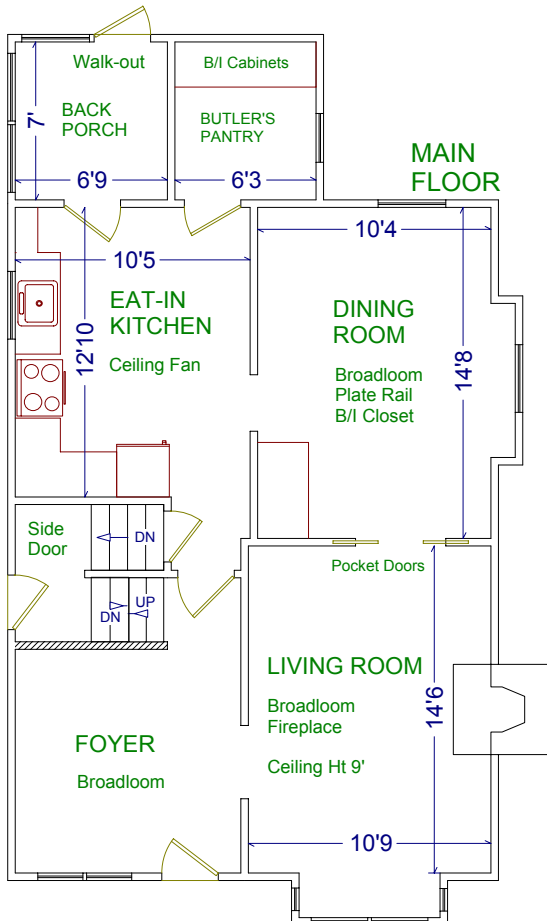 Walk-out
B/I Cabinets
7'
BACK
PORCH
BUTLER'S
PANTRY
MAIN
FLOOR
6'9
6'3
10'5
10'4
EAT-IN
KITCHEN
Ceiling Fan
12'10
DINING
ROOM
Broadloom
Plate Rail
B/I Closet
14'8
Side
Door
DN
Pocket Doors
UP
DN
LIVING ROOM
Broadloom
Fireplace
Ceiling Ht 9'
14'6
FOYER
Broadloom
10'9